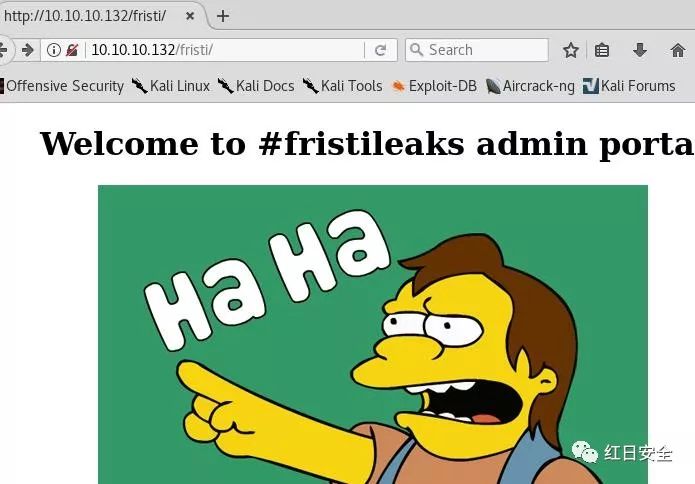 http://10.10.10.132/fristi/
10.10.10.132/fristi/
Search
Offensive Security Kali Linux Kali Docs Kali Tools Exploit-DB Aircrack-ng Kali Forums
Welcome to #fristileaks admin porta
Ha Ha
红日安全